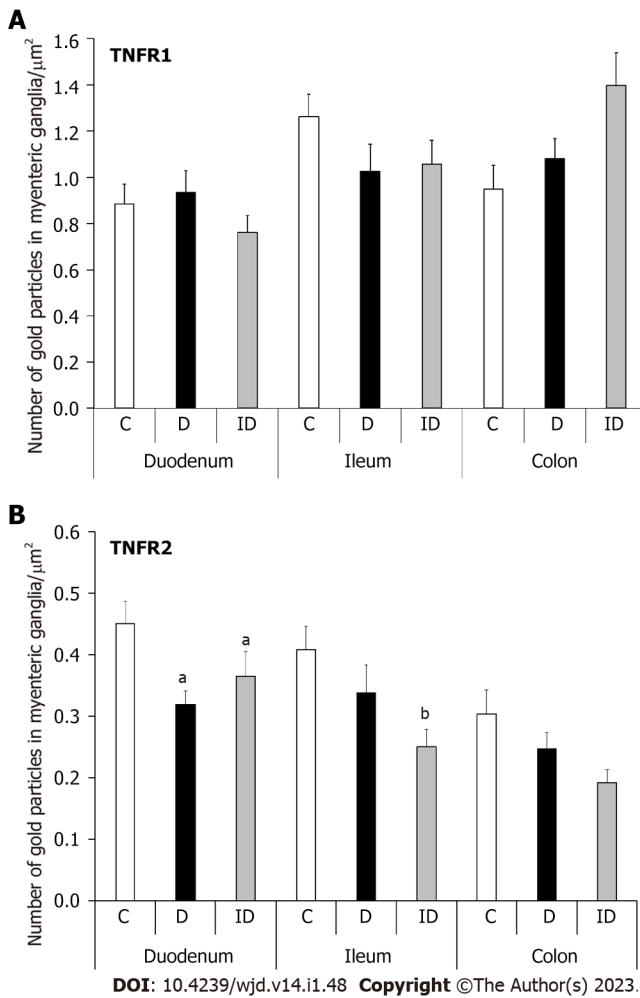 A
TNFR1
Number of gold particles in myenteric ganglia/μm²
1.6
1.4
1.2
1.0
0.8
0.6
0.4
0.2
0.0
C D ID C D ID C D ID
Duodenum Ileum Colon
B
TNFR2
Number of gold particles in myenteric ganglia/μm²
0.6
0.5
0.4
0.3
0.2
0.1
0.0
a
a
b
C D ID C D ID C D ID
Duodenum Ileum Colon
DOI: 10.4239/wjd.v14.i1.48 Copyright ©The Author(s) 2023.